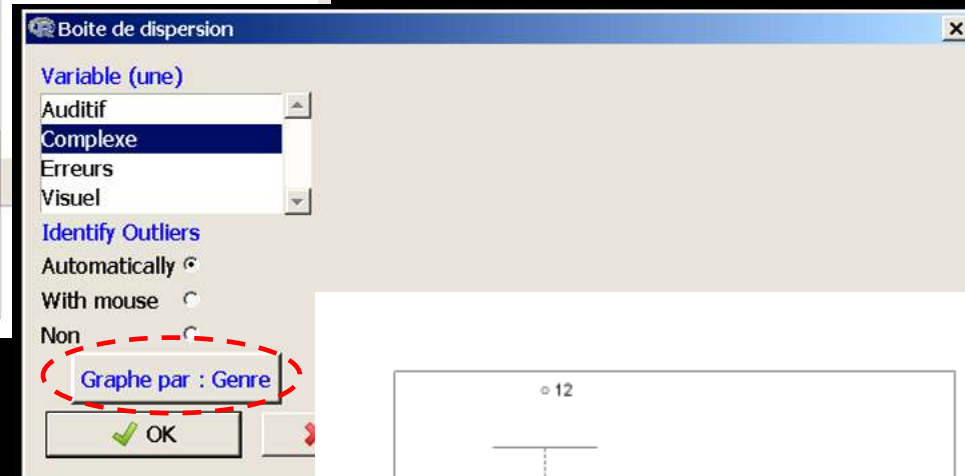 Boite de dispersion
Variable (une)
Auditif
Complexe
Erreurs
Visuel
Identify Outliers
Automatically
With mouse
Non
Graphe par : Genre
OK
12